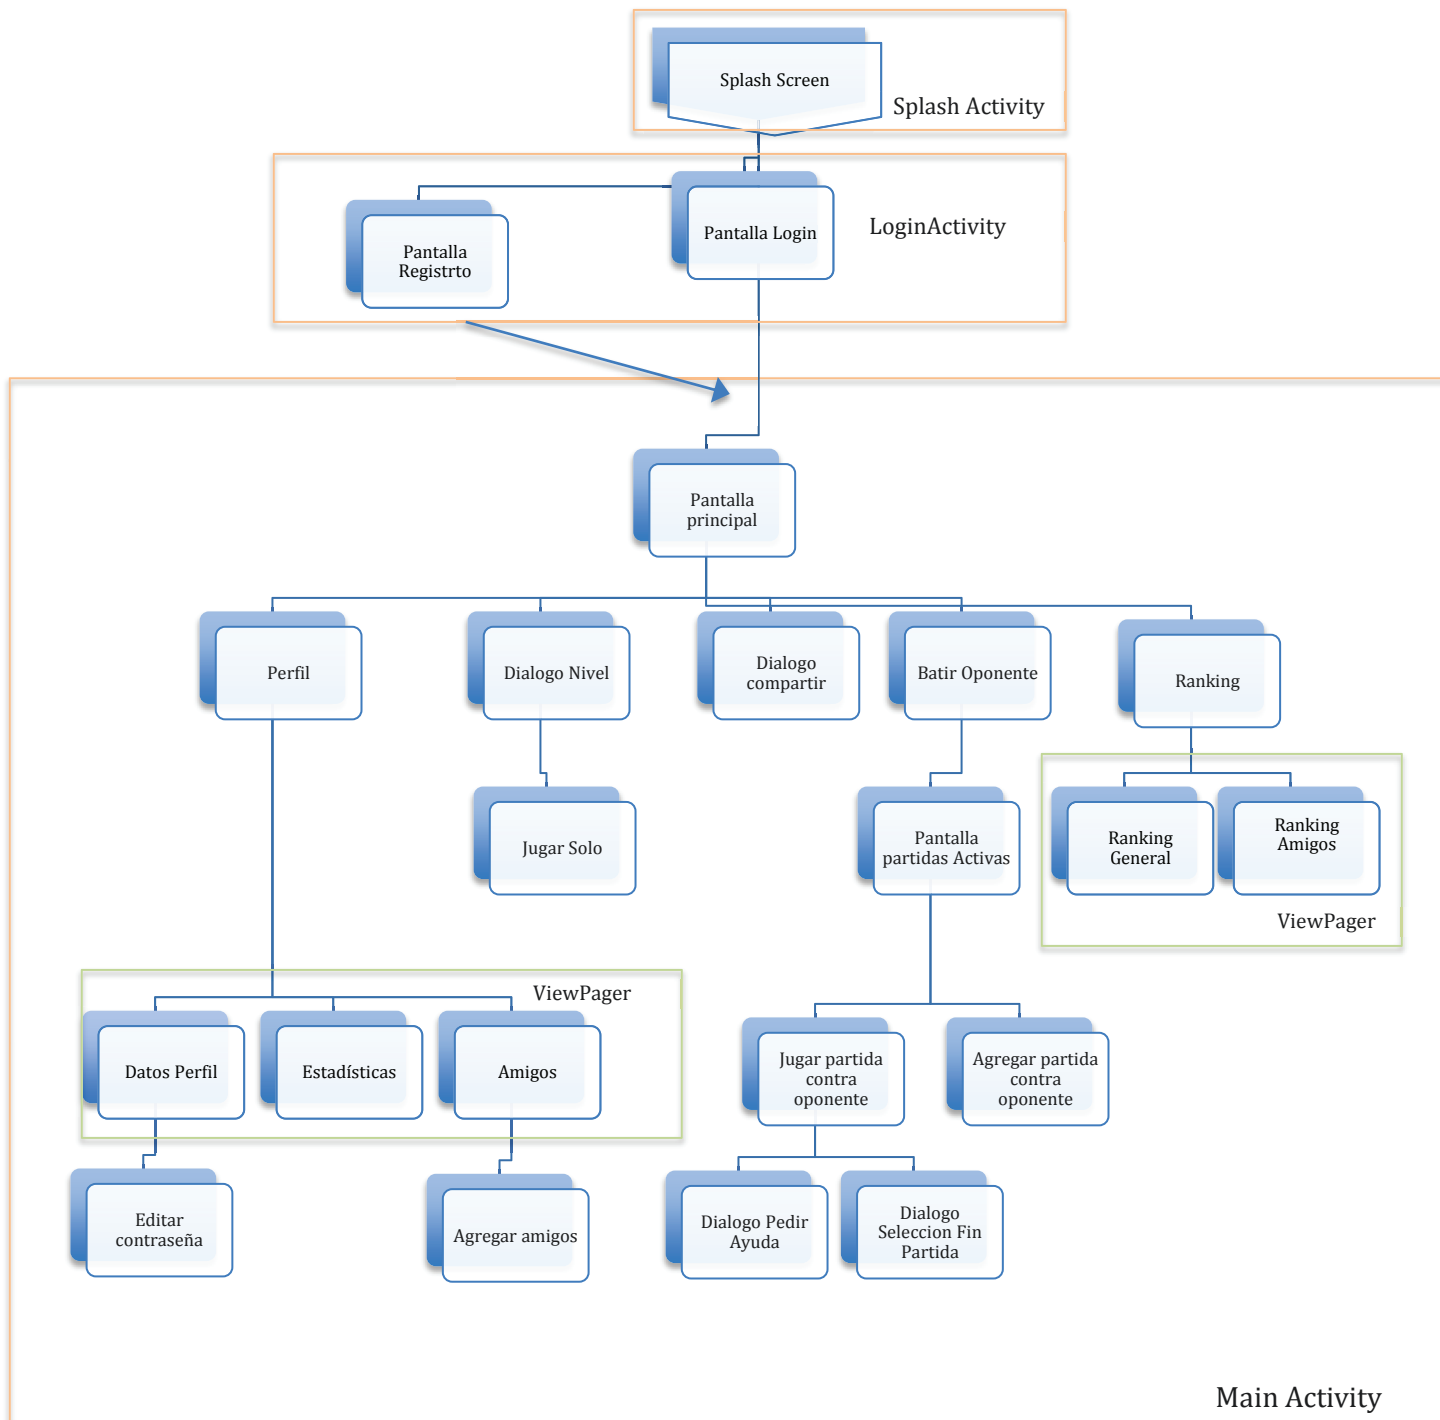 Splash Screen
Splash Activity
Pantalla
Registrto
Pantalla Login
LoginActivity
Pantalla
principal
Perfil
Dialogo Nivel
Dialogo
compartir
Batir Oponente
Ranking
Jugar Solo
Pantalla
partidas Activas
Ranking
General
Ranking
Amigos
ViewPager
ViewPager
Datos Perfil
Estadísticas
Amigos
Jugar partida
contra
oponente
Agregar partida
contra
oponente
Editar
contraseña
Agregar amigos
Dialogo Pedir
Ayuda
Dialogo
Seleccion Fin
Partida
Main Activity